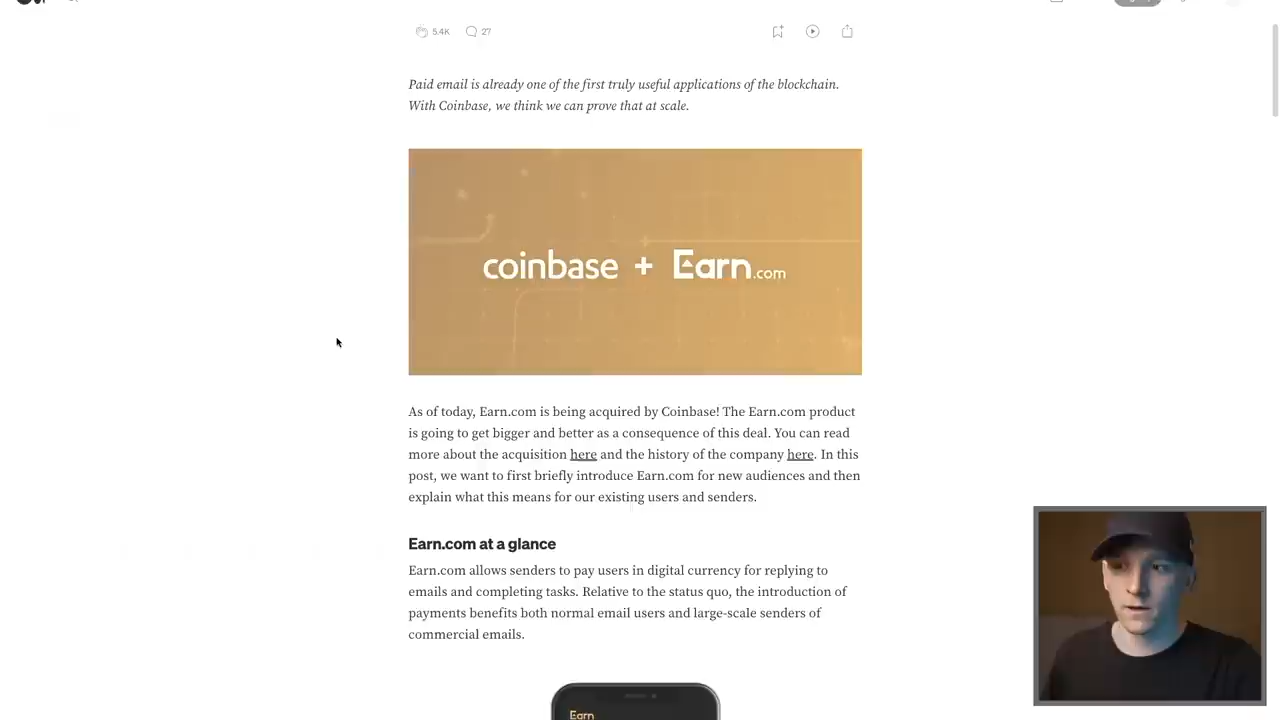 5.4K 27
Paid email is already one of the first truly useful applications of the blockchain.
With Coinbase, we think we can prove that at scale.
coinbase + Earn.com
As of today, Earn.com is being acquired by Coinbase! The Earn.com product
is going to get bigger and better as a consequence of this deal. You can read
more about the acquisition here and the history of the company here. In this
post, we want to first briefly introduce Earn.com for new audiences and then
explain what this means for our existing users and senders.
Earn.com at a glance
Earn.com allows senders to pay users in digital currency for replying to
emails and completing tasks. Relative to the status quo, the introduction of
payments benefits both normal email users and large-scale senders of
commercial emails.
Earn